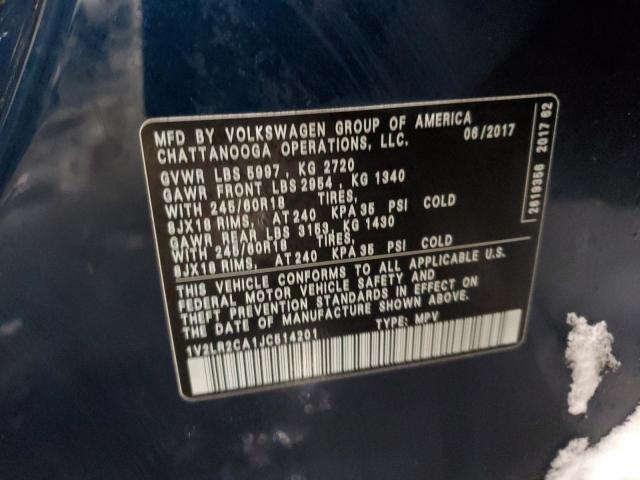 MFD BY VOLKSWAGEN GROUP OF AMERICA
CHATTANOOGA OPERATIONS, LLC. 06/2017
GVWR LBS 5997 , KG 2720
GAWR FRONT LBS 2954 , KG 1340
WITH 245/60R18 TIRES,
8JX18 RIMS, AT 240 KPA 35 PSI COLD
GAWR REAR LBS 3153, KG 1430
WITH 245/60R18 TIRES,
8JX18 RIMS, AT 240 KPA 35 PSI COLD
THIS VEHICLE CONFORMS TO ALL APPLICABLE U.S.
FEDERAL MOTOR VEHICLE SAFETY AND
THEFT PREVENTION STANDARDS IN EFFECT ON
THE DATE OF MANUFACTURE SHOWN ABOVE.
1V2LR2CA1JC514201 TYPE: MPV
2619356 2017 62